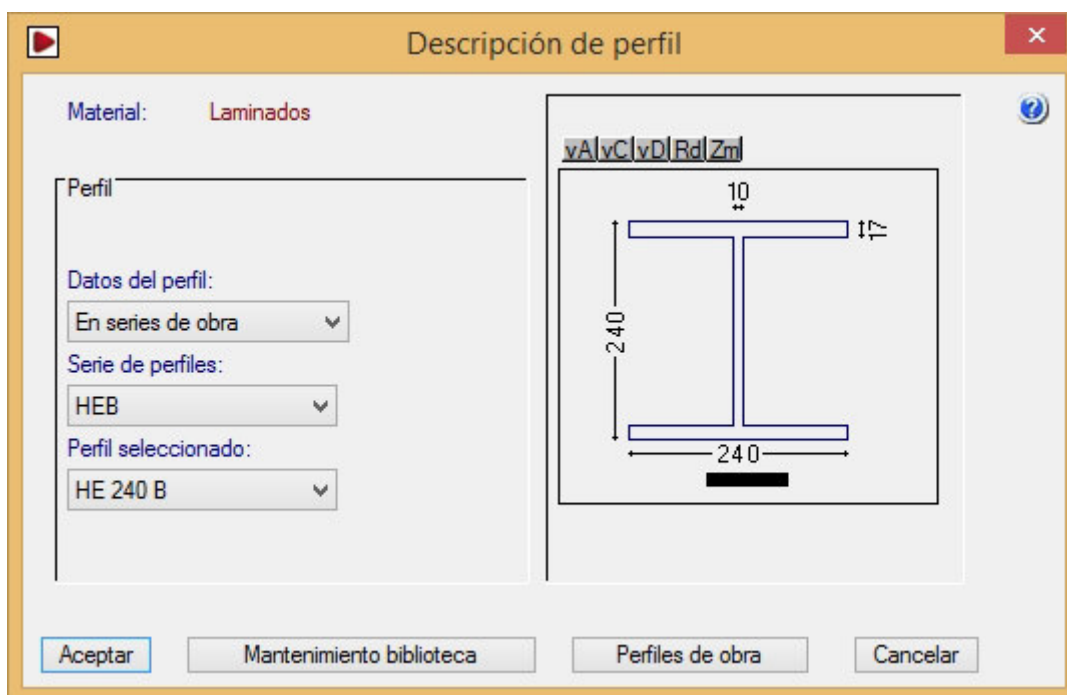 Descripción de perfil
Material: Laminados
Perfil
Datos del perfil:
En series de obra
Serie de perfiles:
HEB
Perfil seleccionado:
HE 240 B
vA vC vD Rd Zm
10
17
240
240
Aceptar
Mantenimiento biblioteca
Perfiles de obra
Cancelar